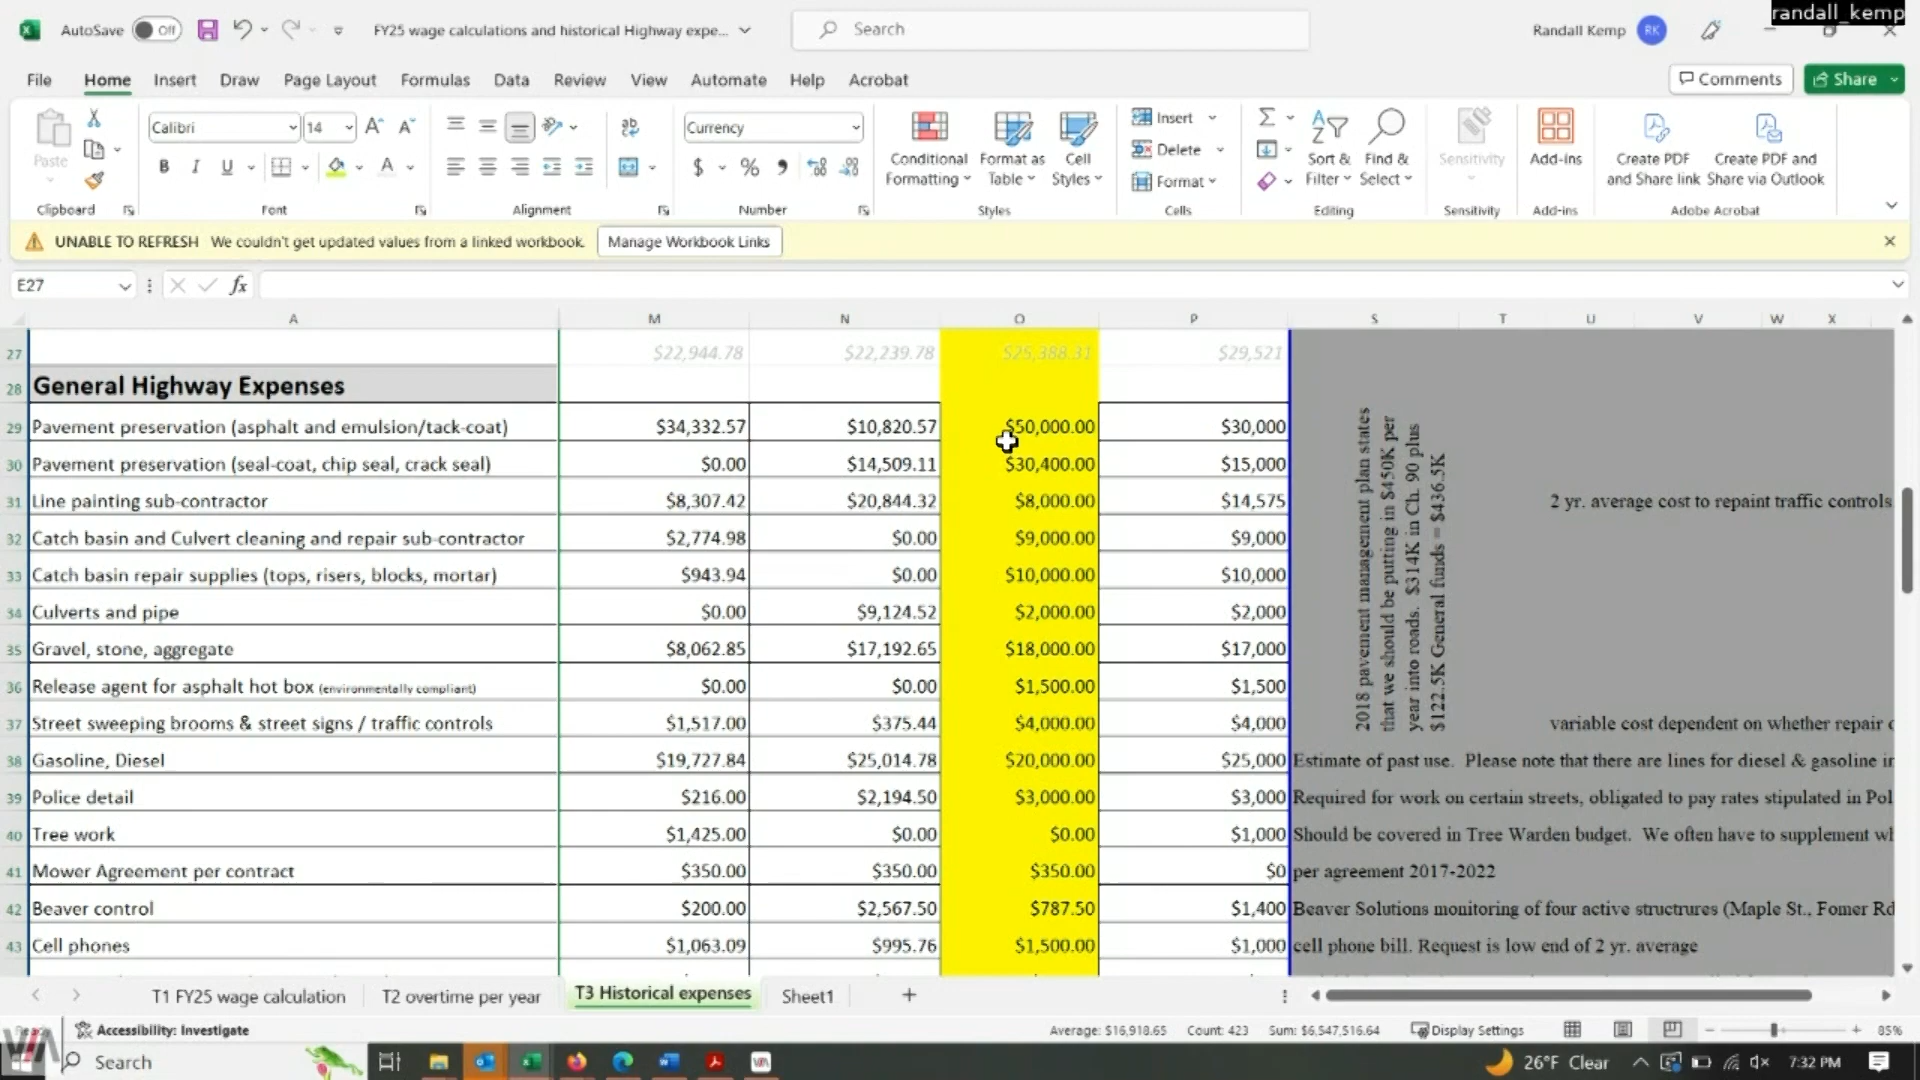 randall_kemp
AutoSave Off FY25 wage calculations and historical Highway expe... Search Randall Kemp RK
File Home Insert Draw Page Layout Formulas Data Review View Automate Help Acrobat Comments Share
Paste Calibri 14 Currency Conditional Formatting Format as Table Cell Styles Insert Delete Format Sort & Filter Find & Select Sensitivity Add-ins Create PDF and Share link Create PDF and Share via Outlook
Clipboard Font Alignment Number Styles Cells Editing Sensitivity Add-ins Adobe Acrobat
UNABLE TO REFRESH We couldn't get updated values from a linked workbook. Manage Workbook Links
E27 fx
A M N O P S T U V W X
27 $22,944.78 $22,239.78 $25,388.31 $29,521
28 General Highway Expenses
29 Pavement preservation (asphalt and emulsion/tack-coat) $34,332.57 $10,820.57 $50,000.00 $30,000
30 Pavement preservation (seal-coat, chip seal, crack seal) $0.00 $14,509.11 $30,400.00 $15,000
31 Line painting sub-contractor $8,307.42 $20,844.32 $8,000.00 $14,575 2 yr. average cost to repaint traffic controls
32 Catch basin and Culvert cleaning and repair sub-contractor $2,774.98 $0.00 $9,000.00 $9,000
33 Catch basin repair supplies (tops, risers, blocks, mortar) $943.94 $0.00 $10,000.00 $10,000
34 Culverts and pipe $0.00 $9,124.52 $2,000.00 $2,000
35 Gravel, stone, aggregate $8,062.85 $17,192.65 $18,000.00 $17,000
36 Release agent for asphalt hot box (environmentally compliant) $0.00 $0.00 $1,500.00 $1,500
37 Street sweeping brooms & street signs / traffic controls $1,517.00 $375.44 $4,000.00 $4,000 variable cost dependent on whether repair
2018 pavement management plan states
that we should be putting in $450K per
year into roads. $314K in Ch. 90 plus
$122.5K General funds = $436.5K
38 Gasoline, Diesel $19,727.84 $25,014.78 $20,000.00 $25,000 Estimate of past use. Please note that there are lines for diesel & gasoline in
39 Police detail $216.00 $2,194.50 $3,000.00 $3,000 Required for work on certain streets, obligated to pay rates stipulated in Pol
40 Tree work $1,425.00 $0.00 $0.00 $1,000 Should be covered in Tree Warden budget. We often have to supplement wh
41 Mower Agreement per contract $350.00 $350.00 $350.00 $0 per agreement 2017-2022
42 Beaver control $200.00 $2,567.50 $787.50 $1,400 Beaver Solutions monitoring of four active structrures (Maple St., Fomer Rd
43 Cell phones $1,063.09 $995.76 $1,500.00 $1,000 cell phone bill. Request is low end of 2 yr. average
T1 FY25 wage calculation T2 overtime per year T3 Historical expenses Sheet1
Accessibility: Investigate Average: $16,918.65 Count: 423 Sum: $6,547,516.64 Display Settings 85%
Search 26°F Clear 7:32 PM